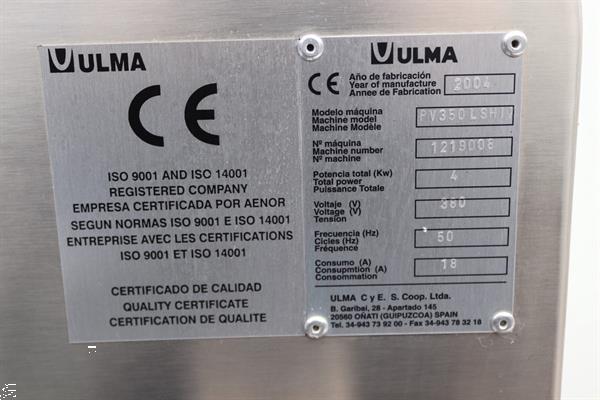 ULMA
CE
ISO 9001 AND ISO 14001
REGISTERED COMPANY
EMPRESA CERTIFICADA POR AENOR
SEGUN NORMAS ISO 9001 E ISO 14001
ENTREPRISE AVEC LES CERTIFICATIONS
ISO 9001 ET ISO 14001
CERTIFICADO DE CALIDAD
QUALITY CERTIFICATE
CERTIFICATION DE QUALITE
ULMA
CE
Año de fabricación
Year of manufacture 2004
Annee de Fabrication
Modelo máquina
Machine model
Machine Modèle
Nº máquina
Machine number 1219008
Nº machine
Potencia total (Kw)
Total power 4
Puissance Totale
Voltaje (V)
Voltage (V) 380
Tension
Frecuencia (Hz)
Cicles (Hz) 50
Fréquence
Consumo (A)
Consupmtión (A) 18
Consommation
ULMA C y E. S. Coop. Ltda.
B. Garibai, 28 - Apartado 145
20560 OÑATI (GUIPUZCOA) SPAIN
Tel. 34-943 73 92 00 - Fax 34-943 78 32 18